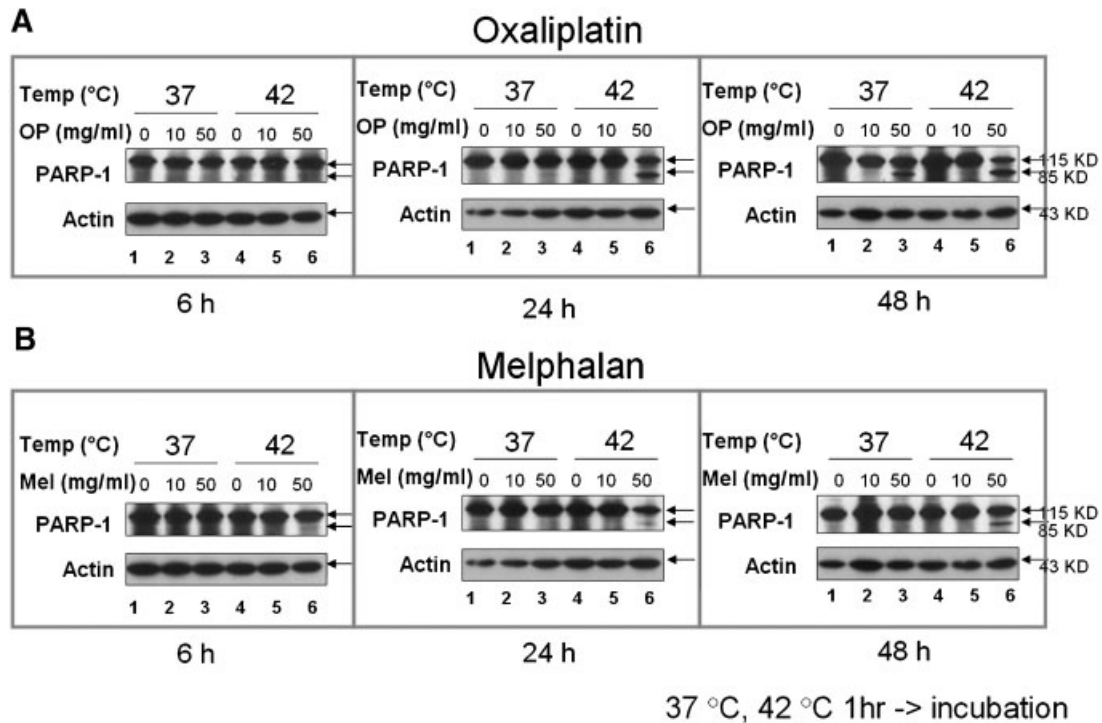 A
Oxaliplatin
Temp (°C) 37 42
OP (mg/ml) 0 10 50 0 10 50
PARP-1
Actin
1 2 3 4 5 6
6 h
Temp (°C) 37 42
OP (mg/ml) 0 10 50 0 10 50
PARP-1
Actin
1 2 3 4 5 6
24 h
Temp (°C) 37 42
OP (mg/ml) 0 10 50 0 10 50
PARP-1 115 KD
85 KD
Actin 43 KD
1 2 3 4 5 6
48 h
B
Melphalan
Temp (°C) 37 42
Mel (mg/ml) 0 10 50 0 10 50
PARP-1
Actin
1 2 3 4 5 6
6 h
Temp (°C) 37 42
Mel (mg/ml) 0 10 50 0 10 50
PARP-1
Actin
1 2 3 4 5 6
24 h
Temp (°C) 37 42
Mel (mg/ml) 0 10 50 0 10 50
PARP-1 115 KD
85 KD
Actin 43 KD
1 2 3 4 5 6
48 h
37 °C, 42 °C 1hr -> incubation